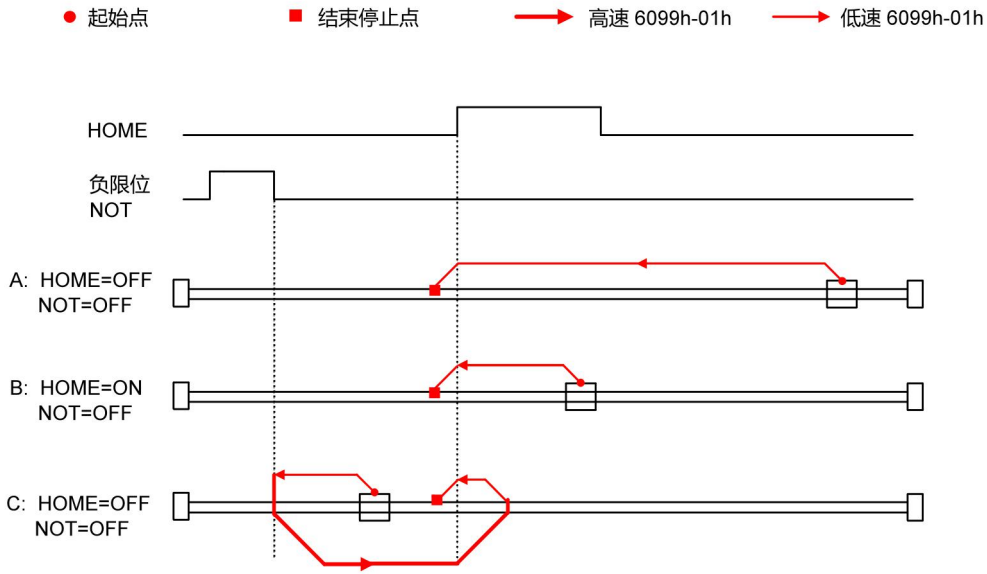 起始点 结束停止点 高速 6099h-01h 低速 6099h-01h
HOME
负限位
NOT
A: HOME=OFF
NOT=OFF
B: HOME=ON
NOT=OFF
C: HOME=OFF
NOT=OFF